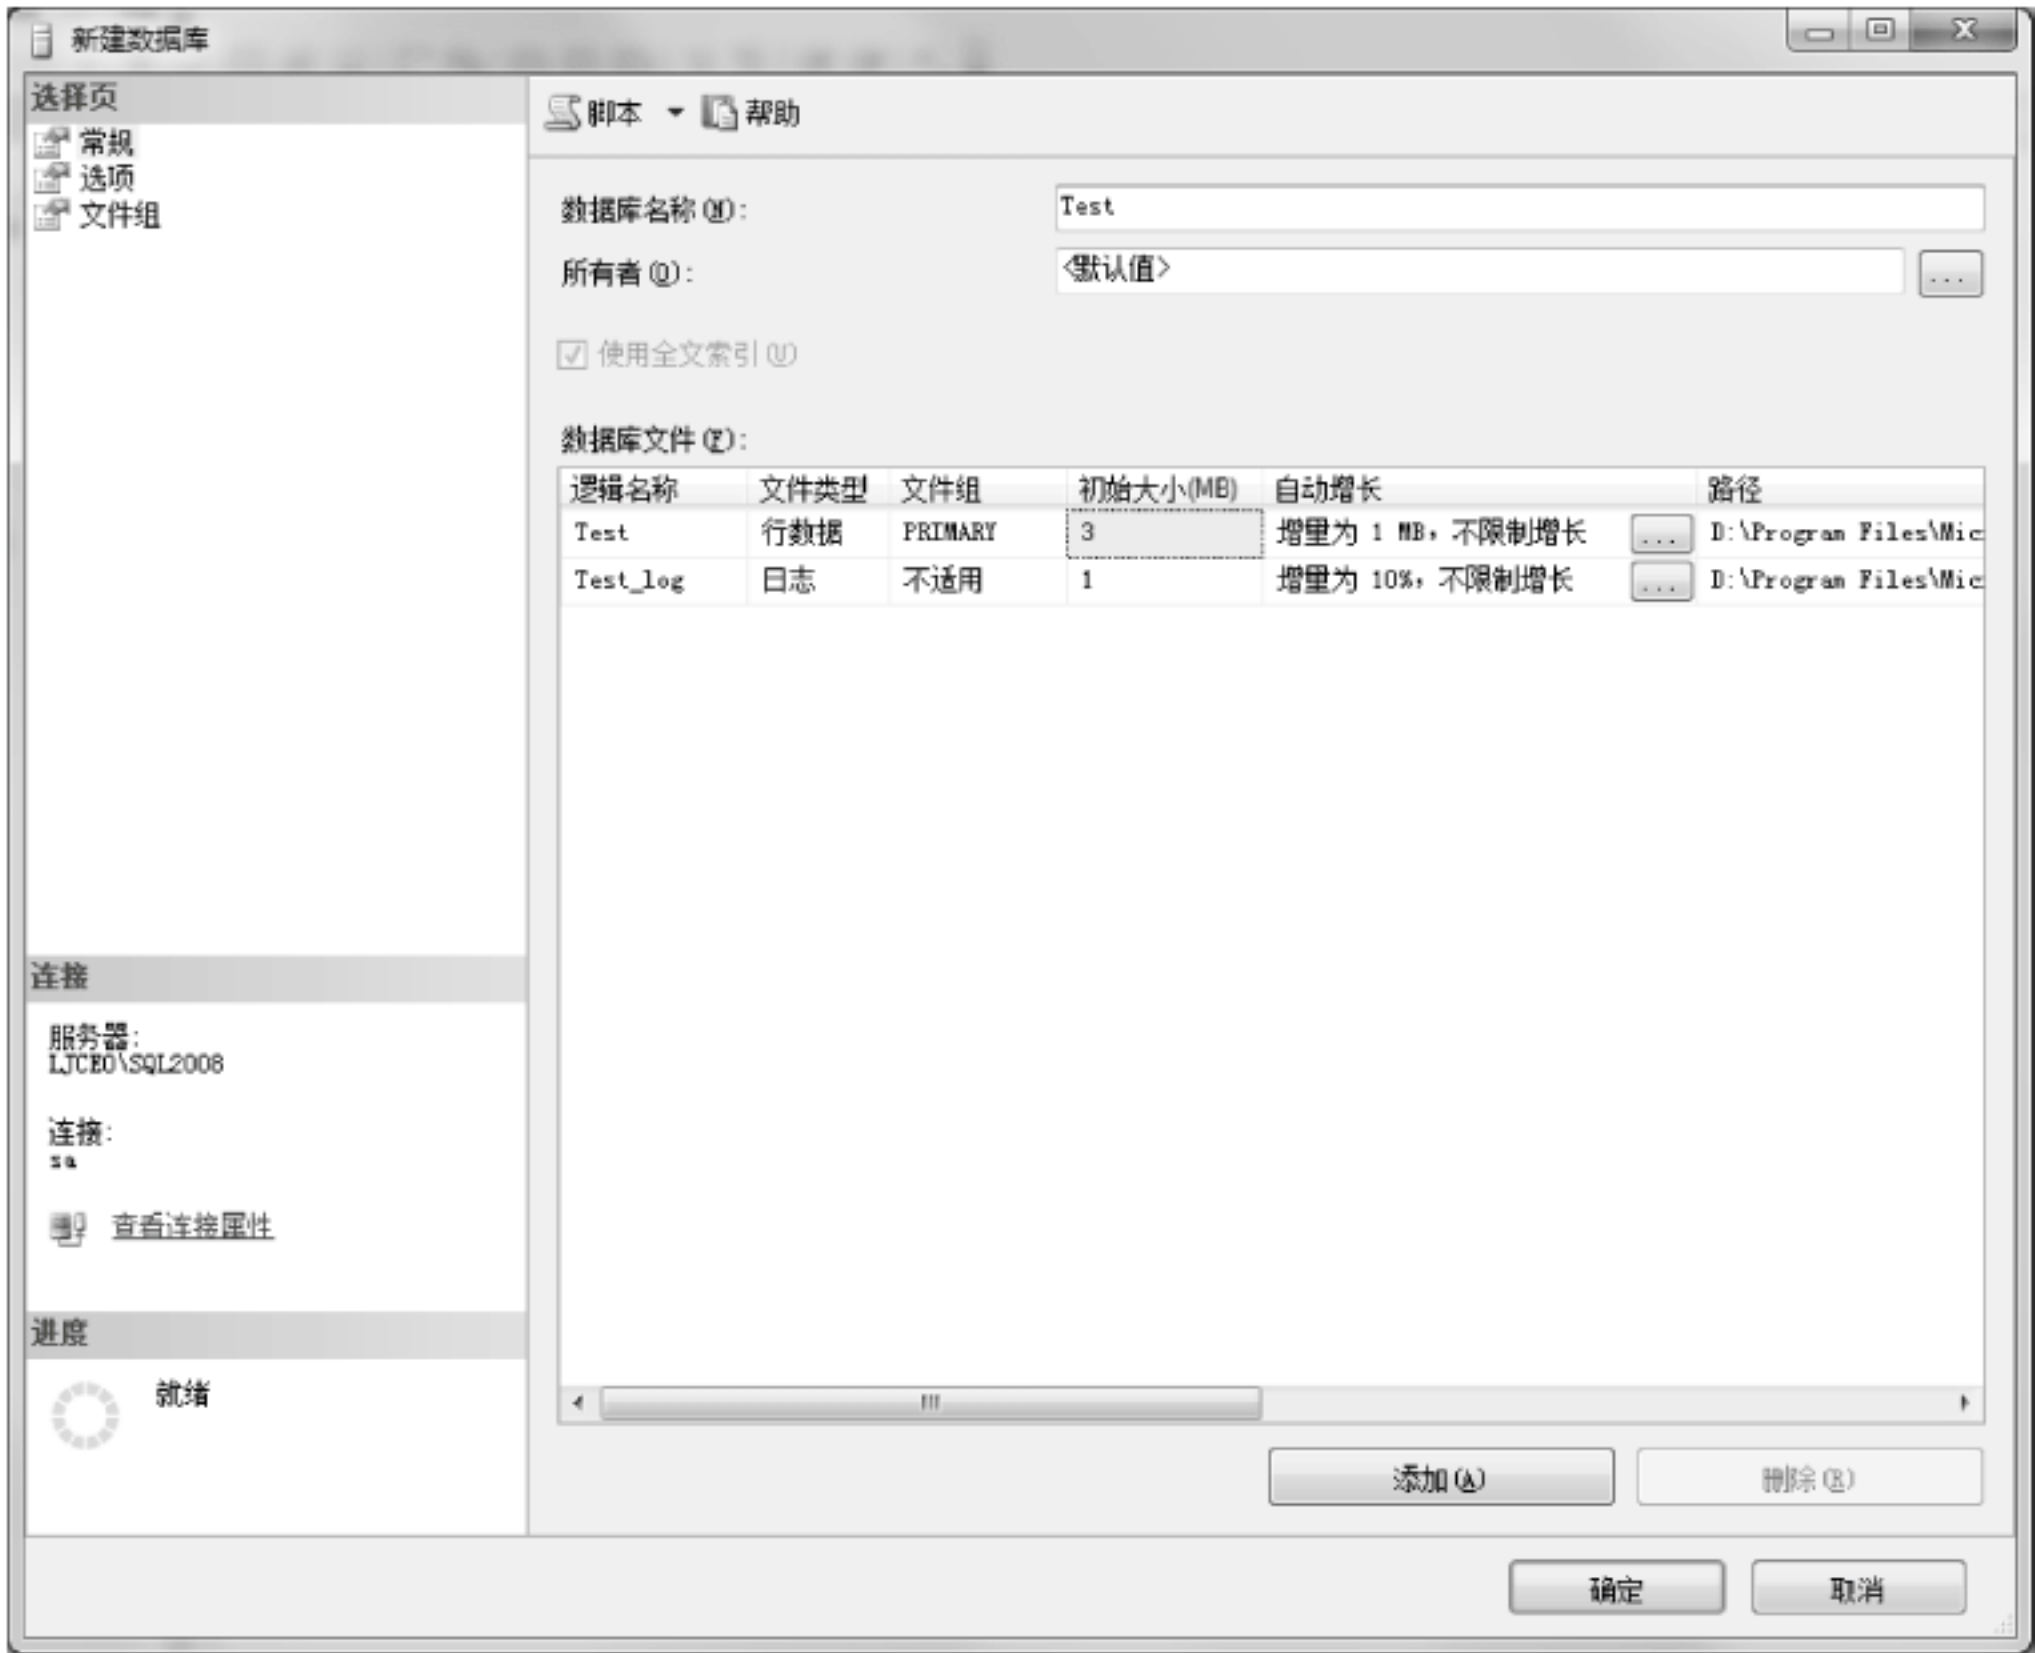 新建数据库
选择页
常规
选项
文件组
脚本 帮助
数据库名称(N):
Test
所有者(O):
<默认值>
...
使用全文索引(U)
数据库文件(F):
逻辑名称 文件类型 文件组 初始大小(MB) 自动增长 路径
Test 行数据 PRIMARY 3 增量为 1 MB，不限制增长 ... D:\Program Files\Mic
Test_log 日志 不适用 1 增量为 10%，不限制增长 ... D:\Program Files\Mic
连接
服务器:
LJCEO\SQL2008
连接:
sa
查看连接属性
进度
就绪
添加(A) 删除(R)
确定 取消